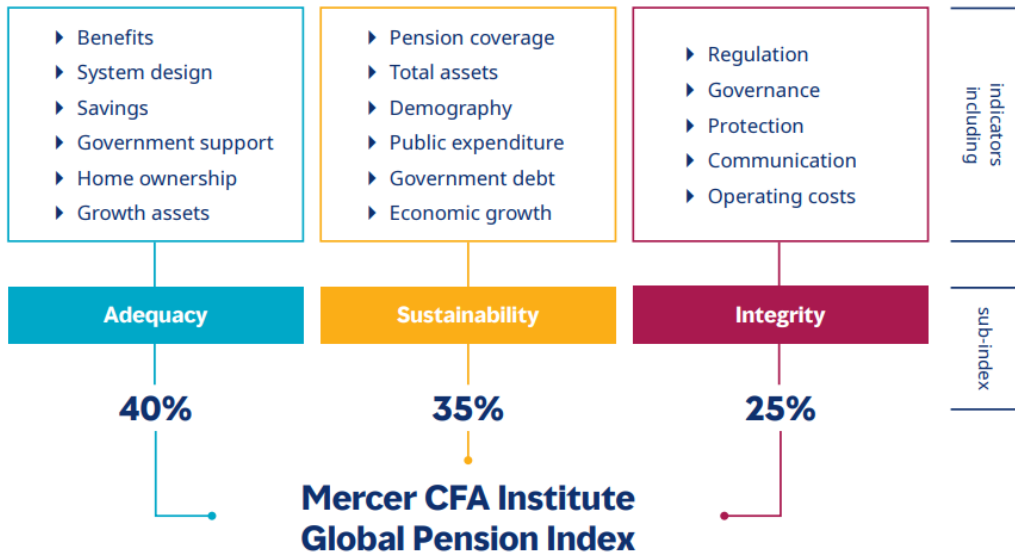 Benefits
System design
Savings
Government support
Home ownership
Growth assets
Pension coverage
Total assets
Demography
Public expenditure
Government debt
Economic growth
Regulation
Governance
Protection
Communication
Operating costs
indicators
including
Adequacy
Sustainability
Integrity
sub-index
40%
35%
25%
Mercer CFA Institute
Global Pension Index